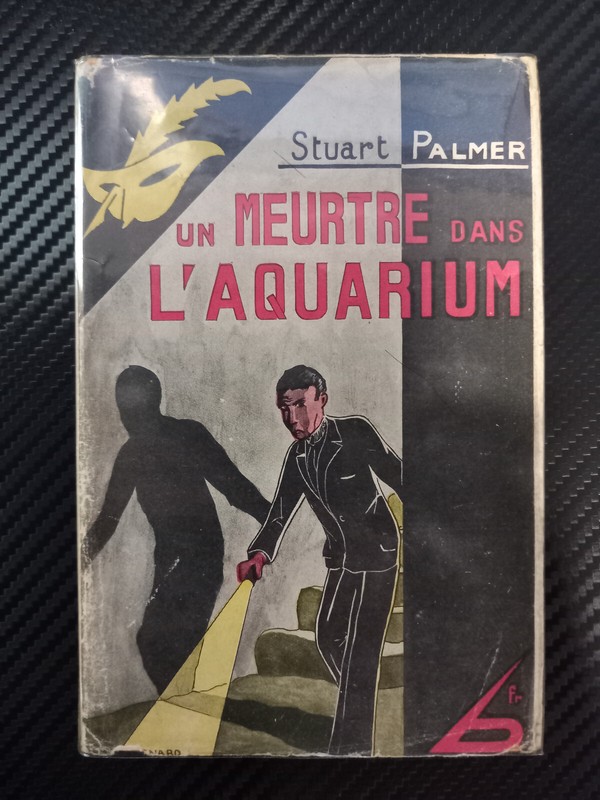 Stuart PALMER
UN MEURTRE DANS
L'AQUARIUM
6 fr